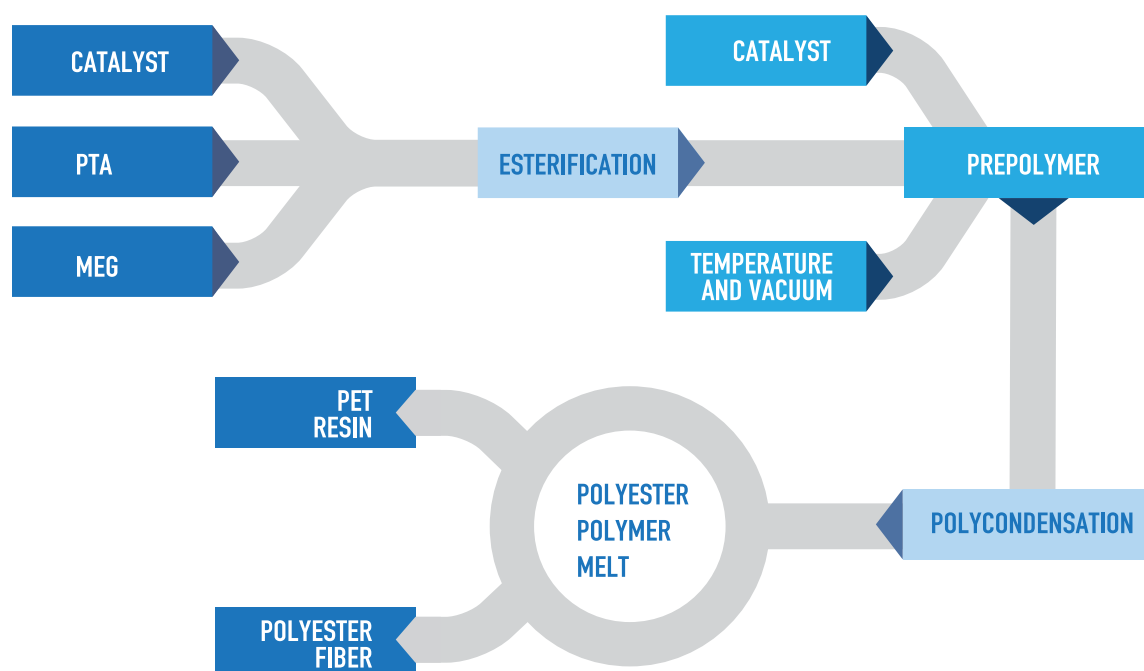 CATALYST
CATALYST
PTA
ESTERIFICATION
PREPOLYMER
MEG
TEMPERATURE
AND VACUUM
PET
RESIN
POLYESTER
POLYMER
MELT
POLYCONDENSATION
POLYESTER
FIBER